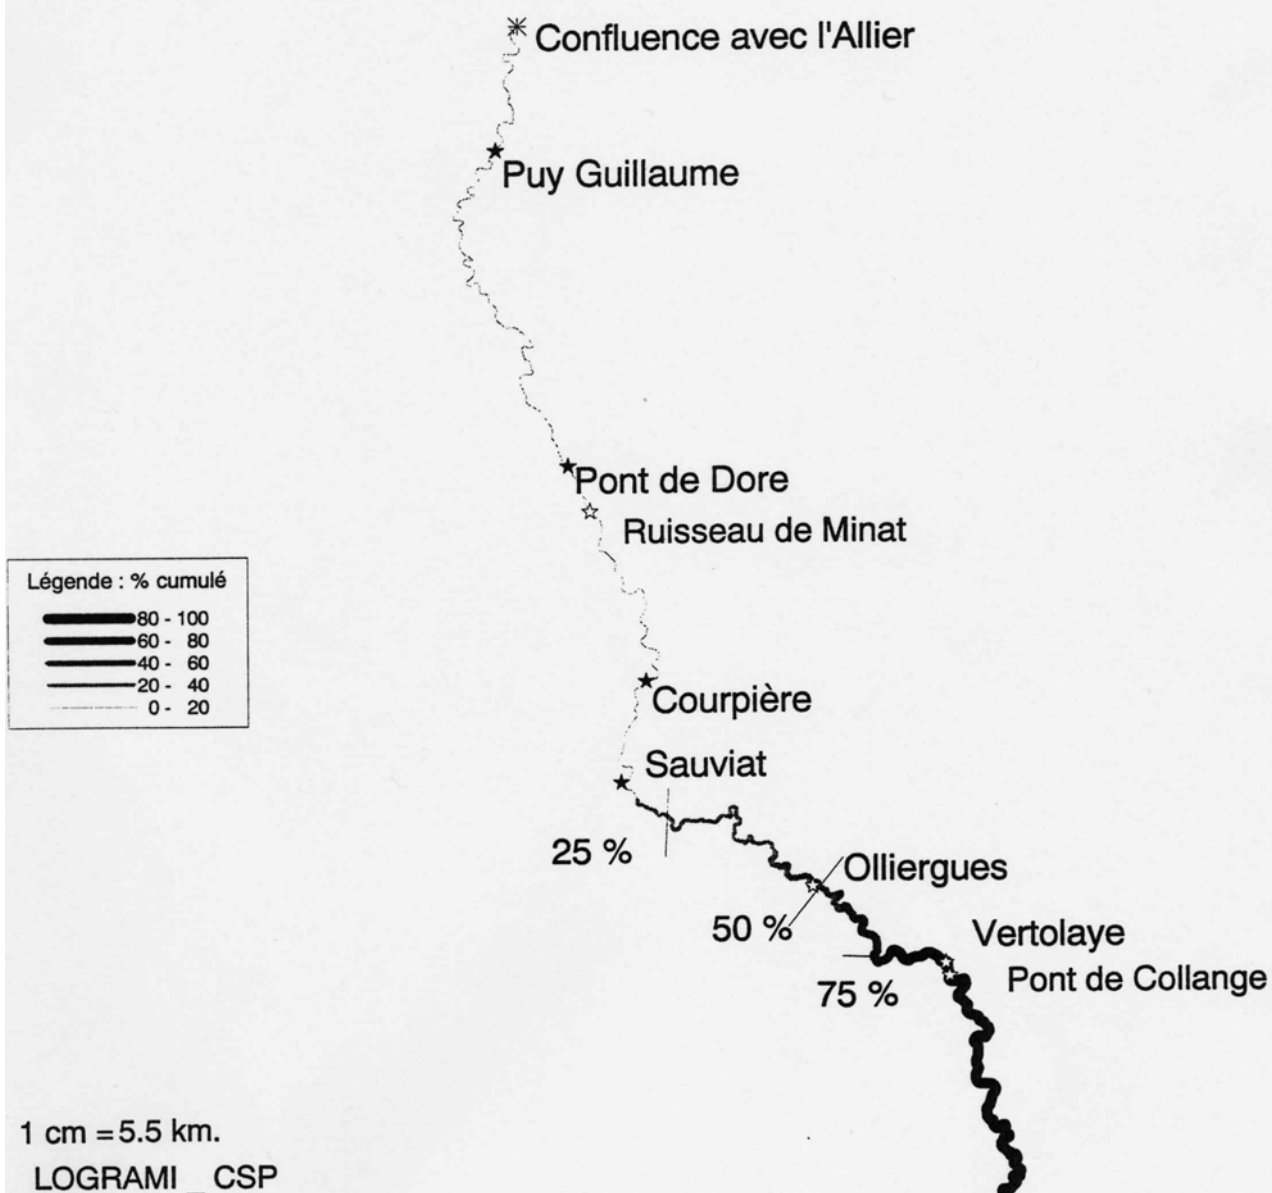 Confluence avec l'Allier
Puy Guillaume
Pont de Dore
Ruisseau de Minat
Légende : % cumulé
80 - 100
60 - 80
40 - 60
20 - 40
0 - 20
Courpière
Sauviat
25 %
Olliergues
50 %
Vertolaye
75 %
Pont de Collange
1 cm = 5.5 km.
LOGRAMI _ CSP